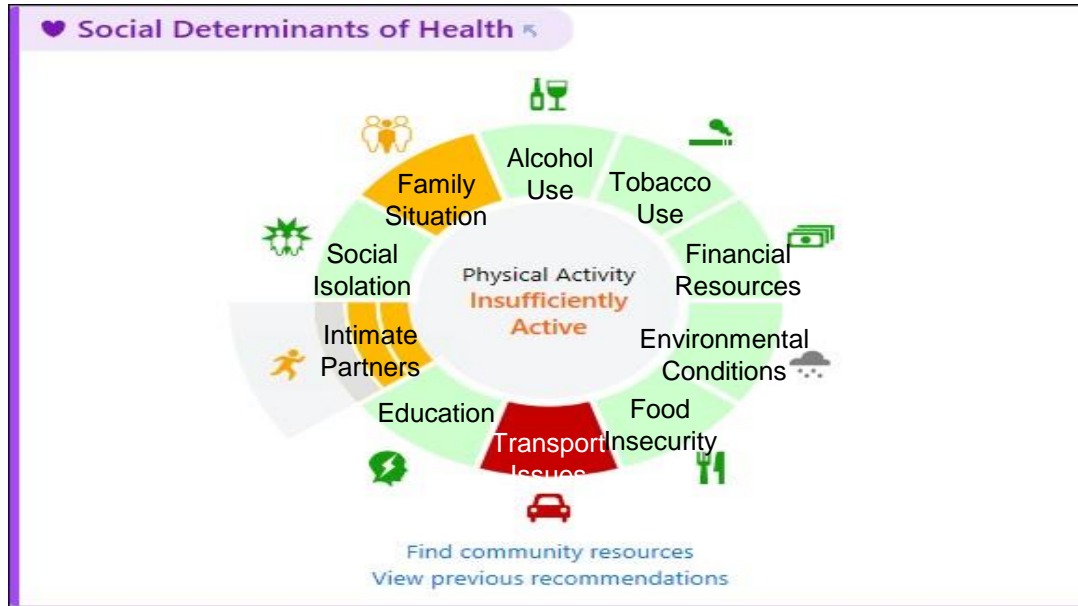 Social Determinants of Health
Alcohol
Use
Tobacco
Use
Family
Situation
Financial
Resources
Social
Isolation
Physical Activity
Insufficiently
Active
Environmental
Conditions
Intimate
Partners
Food
Insecurity
Education
Transport
Issues
Find community resources
View previous recommendations